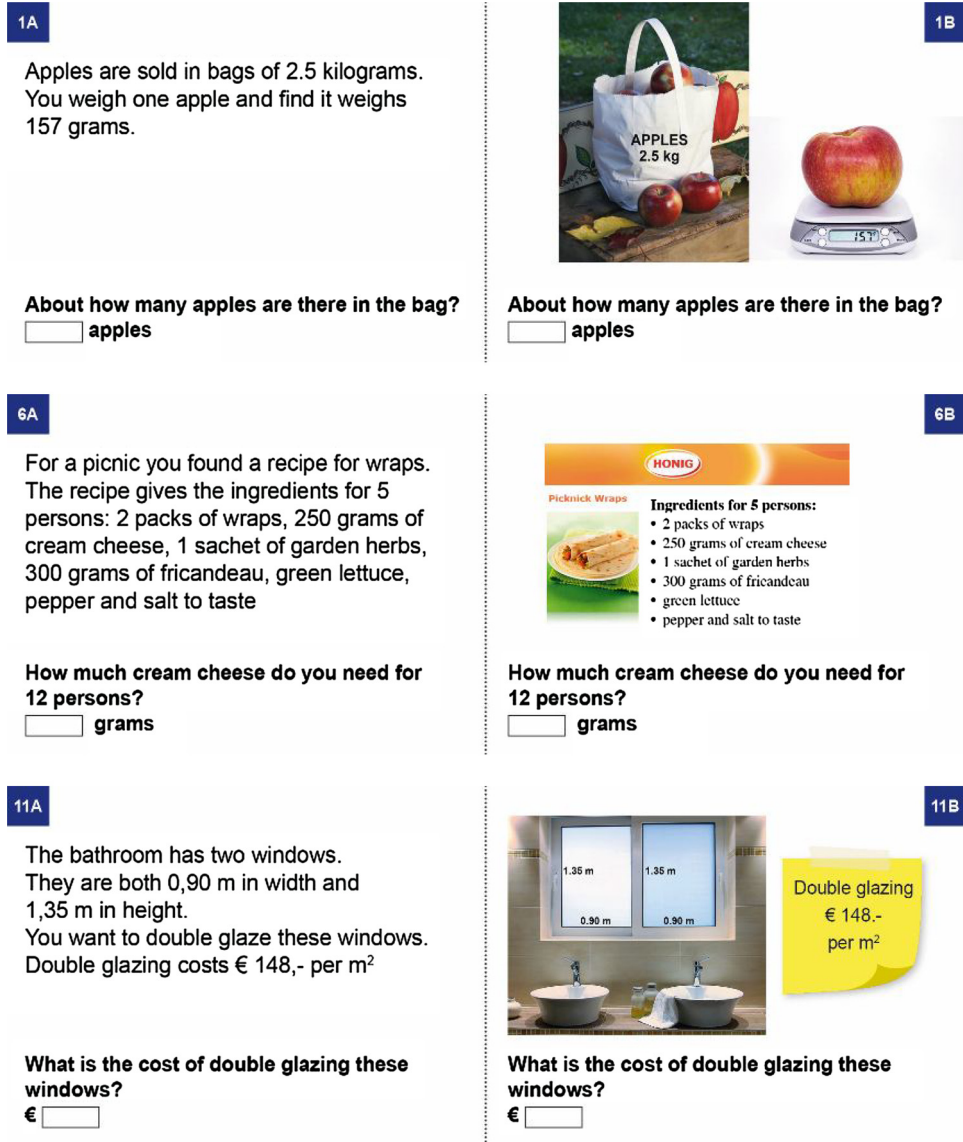 1A
Apples are sold in bags of 2.5 kilograms.
You weigh one apple and find it weighs
157 grams.
About how many apples are there in the bag?
apples
1B
APPLES
2.5 kg
157
About how many apples are there in the bag?
apples
6A
For a picnic you found a recipe for wraps.
The recipe gives the ingredients for 5
persons: 2 packs of wraps, 250 grams of
cream cheese, 1 sachet of garden herbs,
300 grams of fricandeau, green lettuce,
pepper and salt to taste
How much cream cheese do you need for
12 persons?
grams
6B
HONIG
Picknick Wraps
Ingredients for 5 persons:
• 2 packs of wraps
• 250 grams of cream cheese
• 1 sachet of garden herbs
• 300 grams of fricandeau
• green lettuce
• pepper and salt to taste
How much cream cheese do you need for
12 persons?
grams
11A
The bathroom has two windows.
They are both 0,90 m in width and
1,35 m in height.
You want to double glaze these windows.
Double glazing costs € 148,- per m²
What is the cost of double glazing these
windows?
€
11B
1.35 m
1.35 m
0.90 m
0.90 m
Double glazing
€ 148.-
per m²
What is the cost of double glazing these
windows?
€